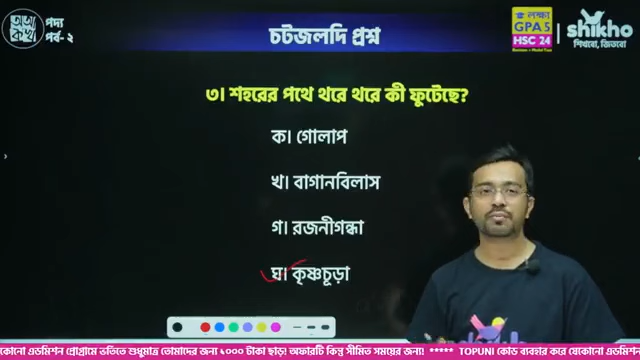 পদ্য
পর্ব- ২
চটজলদি প্রশ্ন
লক্ষ্য
GPA 5
HSC 24
shikho
শিখবো, জিতবো
৩। শহরের পথে থরে থরে কী ফুটেছে?
ক। গোলাপ
খ। বাগানবিলাস
গ। রজনীগন্ধা
ঘ। কৃষ্ণচূড়া
কোনো এডমিশন প্রোগ্রামে ভর্তিতে শুধুমাত্র তোমাদের জন্য ১০০০ টাকা ছাড়! অফারটি কিন্তু সীমিত সময়ের জন্য! ***** TOPUNI কোড ব্যবহার করে যেকোনো এডমিশন